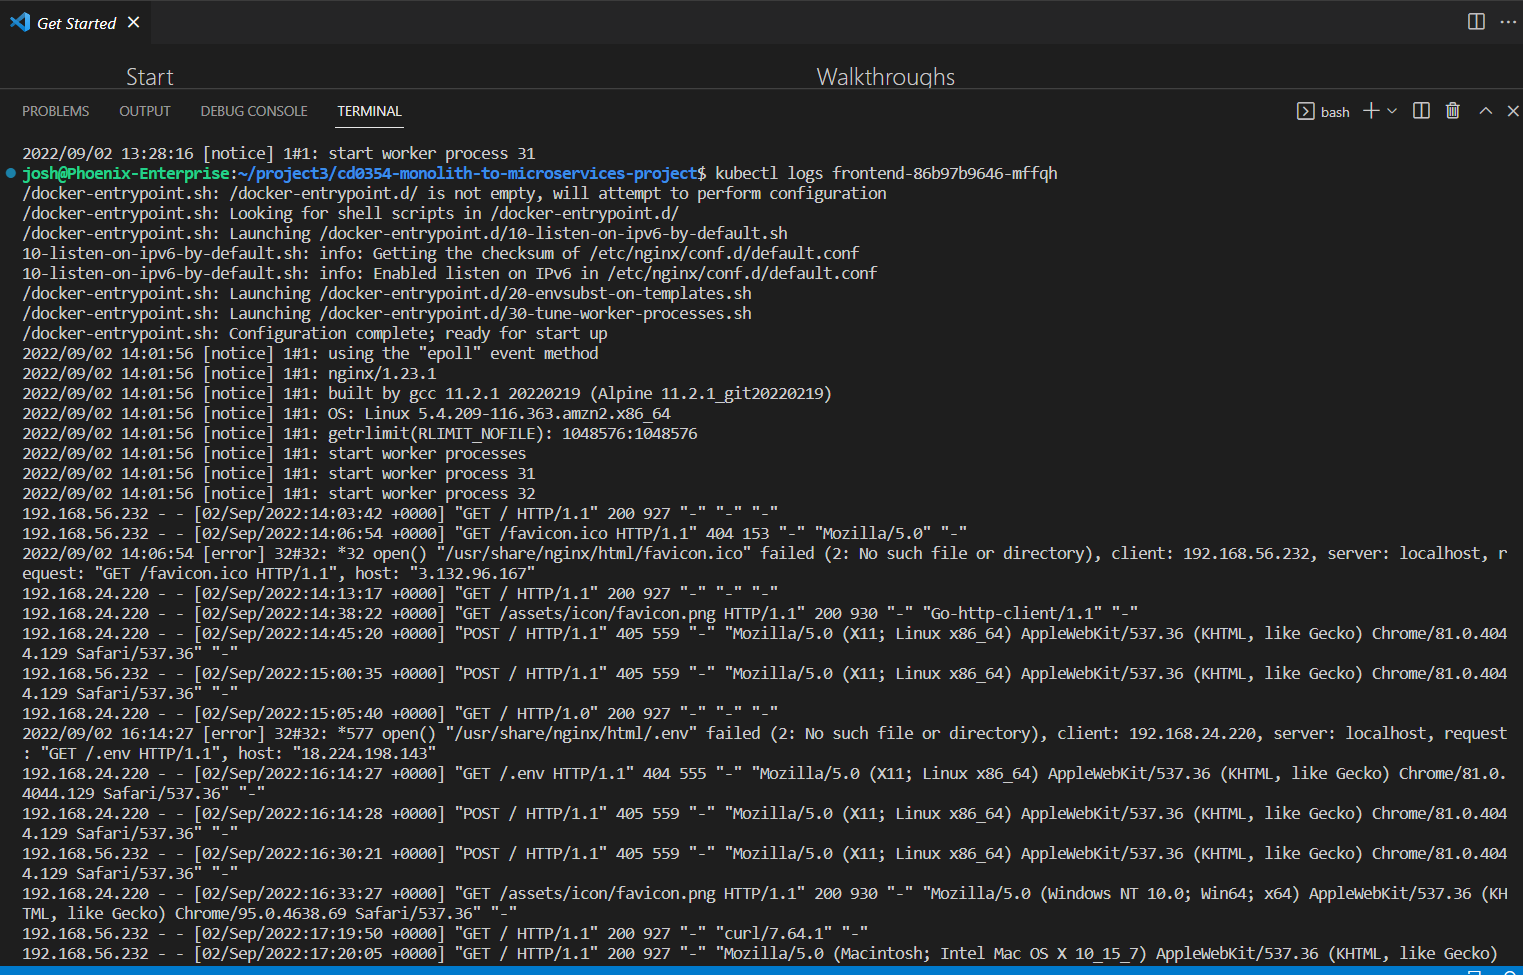 Get Started
Start Walkthroughs
PROBLEMS OUTPUT DEBUG CONSOLE TERMINAL bash
2022/09/02 13:28:16 [notice] 1#1: start worker process 31
josh@Phoenix-Enterprise:~/project3/cd0354-monolith-to-microservices-project$ kubectl logs frontend-86b97b9646-mffqh
/docker-entrypoint.sh: /docker-entrypoint.d/ is not empty, will attempt to perform configuration
/docker-entrypoint.sh: Looking for shell scripts in /docker-entrypoint.d/
/docker-entrypoint.sh: Launching /docker-entrypoint.d/10-listen-on-ipv6-by-default.sh
10-listen-on-ipv6-by-default.sh: info: Getting the checksum of /etc/nginx/conf.d/default.conf
10-listen-on-ipv6-by-default.sh: info: Enabled listen on IPv6 in /etc/nginx/conf.d/default.conf
/docker-entrypoint.sh: Launching /docker-entrypoint.d/20-envsubst-on-templates.sh
/docker-entrypoint.sh: Launching /docker-entrypoint.d/30-tune-worker-processes.sh
/docker-entrypoint.sh: Configuration complete; ready for start up
2022/09/02 14:01:56 [notice] 1#1: using the "epoll" event method
2022/09/02 14:01:56 [notice] 1#1: nginx/1.23.1
2022/09/02 14:01:56 [notice] 1#1: built by gcc 11.2.1 20220219 (Alpine 11.2.1_git20220219)
2022/09/02 14:01:56 [notice] 1#1: OS: Linux 5.4.209-116.363.amzn2.x86_64
2022/09/02 14:01:56 [notice] 1#1: getrlimit(RLIMIT_NOFILE): 1048576:1048576
2022/09/02 14:01:56 [notice] 1#1: start worker processes
2022/09/02 14:01:56 [notice] 1#1: start worker process 31
2022/09/02 14:01:56 [notice] 1#1: start worker process 32
192.168.56.232 - - [02/Sep/2022:14:03:42 +0000] "GET / HTTP/1.1" 200 927 "-" "-" "-"
192.168.56.232 - - [02/Sep/2022:14:06:54 +0000] "GET /favicon.ico HTTP/1.1" 404 153 "-" "Mozilla/5.0" "-"
2022/09/02 14:06:54 [error] 32#32: *32 open() "/usr/share/nginx/html/favicon.ico" failed (2: No such file or directory), client: 192.168.56.232, server: localhost, r
equest: "GET /favicon.ico HTTP/1.1", host: "3.132.96.167"
192.168.24.220 - - [02/Sep/2022:14:13:17 +0000] "GET / HTTP/1.1" 200 927 "-" "-" "-"
192.168.24.220 - - [02/Sep/2022:14:38:22 +0000] "GET /assets/icon/favicon.png HTTP/1.1" 200 930 "-" "Go-http-client/1.1" "-"
192.168.24.220 - - [02/Sep/2022:14:45:20 +0000] "POST / HTTP/1.1" 405 559 "-" "Mozilla/5.0 (X11; Linux x86_64) AppleWebKit/537.36 (KHTML, like Gecko) Chrome/81.0.404
4.129 Safari/537.36" "-"
192.168.56.232 - - [02/Sep/2022:15:00:35 +0000] "POST / HTTP/1.1" 405 559 "-" "Mozilla/5.0 (X11; Linux x86_64) AppleWebKit/537.36 (KHTML, like Gecko) Chrome/81.0.404
4.129 Safari/537.36" "-"
192.168.24.220 - - [02/Sep/2022:15:05:40 +0000] "GET / HTTP/1.0" 200 927 "-" "-" "-"
2022/09/02 16:14:27 [error] 32#32: *577 open() "/usr/share/nginx/html/.env" failed (2: No such file or directory), client: 192.168.24.220, server: localhost, request
: "GET /.env HTTP/1.1", host: "18.224.198.143"
192.168.24.220 - - [02/Sep/2022:16:14:27 +0000] "GET /.env HTTP/1.1" 404 555 "-" "Mozilla/5.0 (X11; Linux x86_64) AppleWebKit/537.36 (KHTML, like Gecko) Chrome/81.0.
4044.129 Safari/537.36" "-"
192.168.24.220 - - [02/Sep/2022:16:14:28 +0000] "POST / HTTP/1.1" 405 559 "-" "Mozilla/5.0 (X11; Linux x86_64) AppleWebKit/537.36 (KHTML, like Gecko) Chrome/81.0.404
4.129 Safari/537.36" "-"
192.168.56.232 - - [02/Sep/2022:16:30:21 +0000] "POST / HTTP/1.1" 405 559 "-" "Mozilla/5.0 (X11; Linux x86_64) AppleWebKit/537.36 (KHTML, like Gecko) Chrome/81.0.404
4.129 Safari/537.36" "-"
192.168.24.220 - - [02/Sep/2022:16:33:27 +0000] "GET /assets/icon/favicon.png HTTP/1.1" 200 930 "-" "Mozilla/5.0 (Windows NT 10.0; Win64; x64) AppleWebKit/537.36 (KH
TML, like Gecko) Chrome/95.0.4638.69 Safari/537.36" "-"
192.168.56.232 - - [02/Sep/2022:17:19:50 +0000] "GET / HTTP/1.1" 200 927 "-" "curl/7.64.1" "-"
192.168.56.232 - - [02/Sep/2022:17:20:05 +0000] "GET / HTTP/1.1" 200 927 "-" "Mozilla/5.0 (Macintosh; Intel Mac OS X 10_15_7) AppleWebKit/537.36 (KHTML, like Gecko)